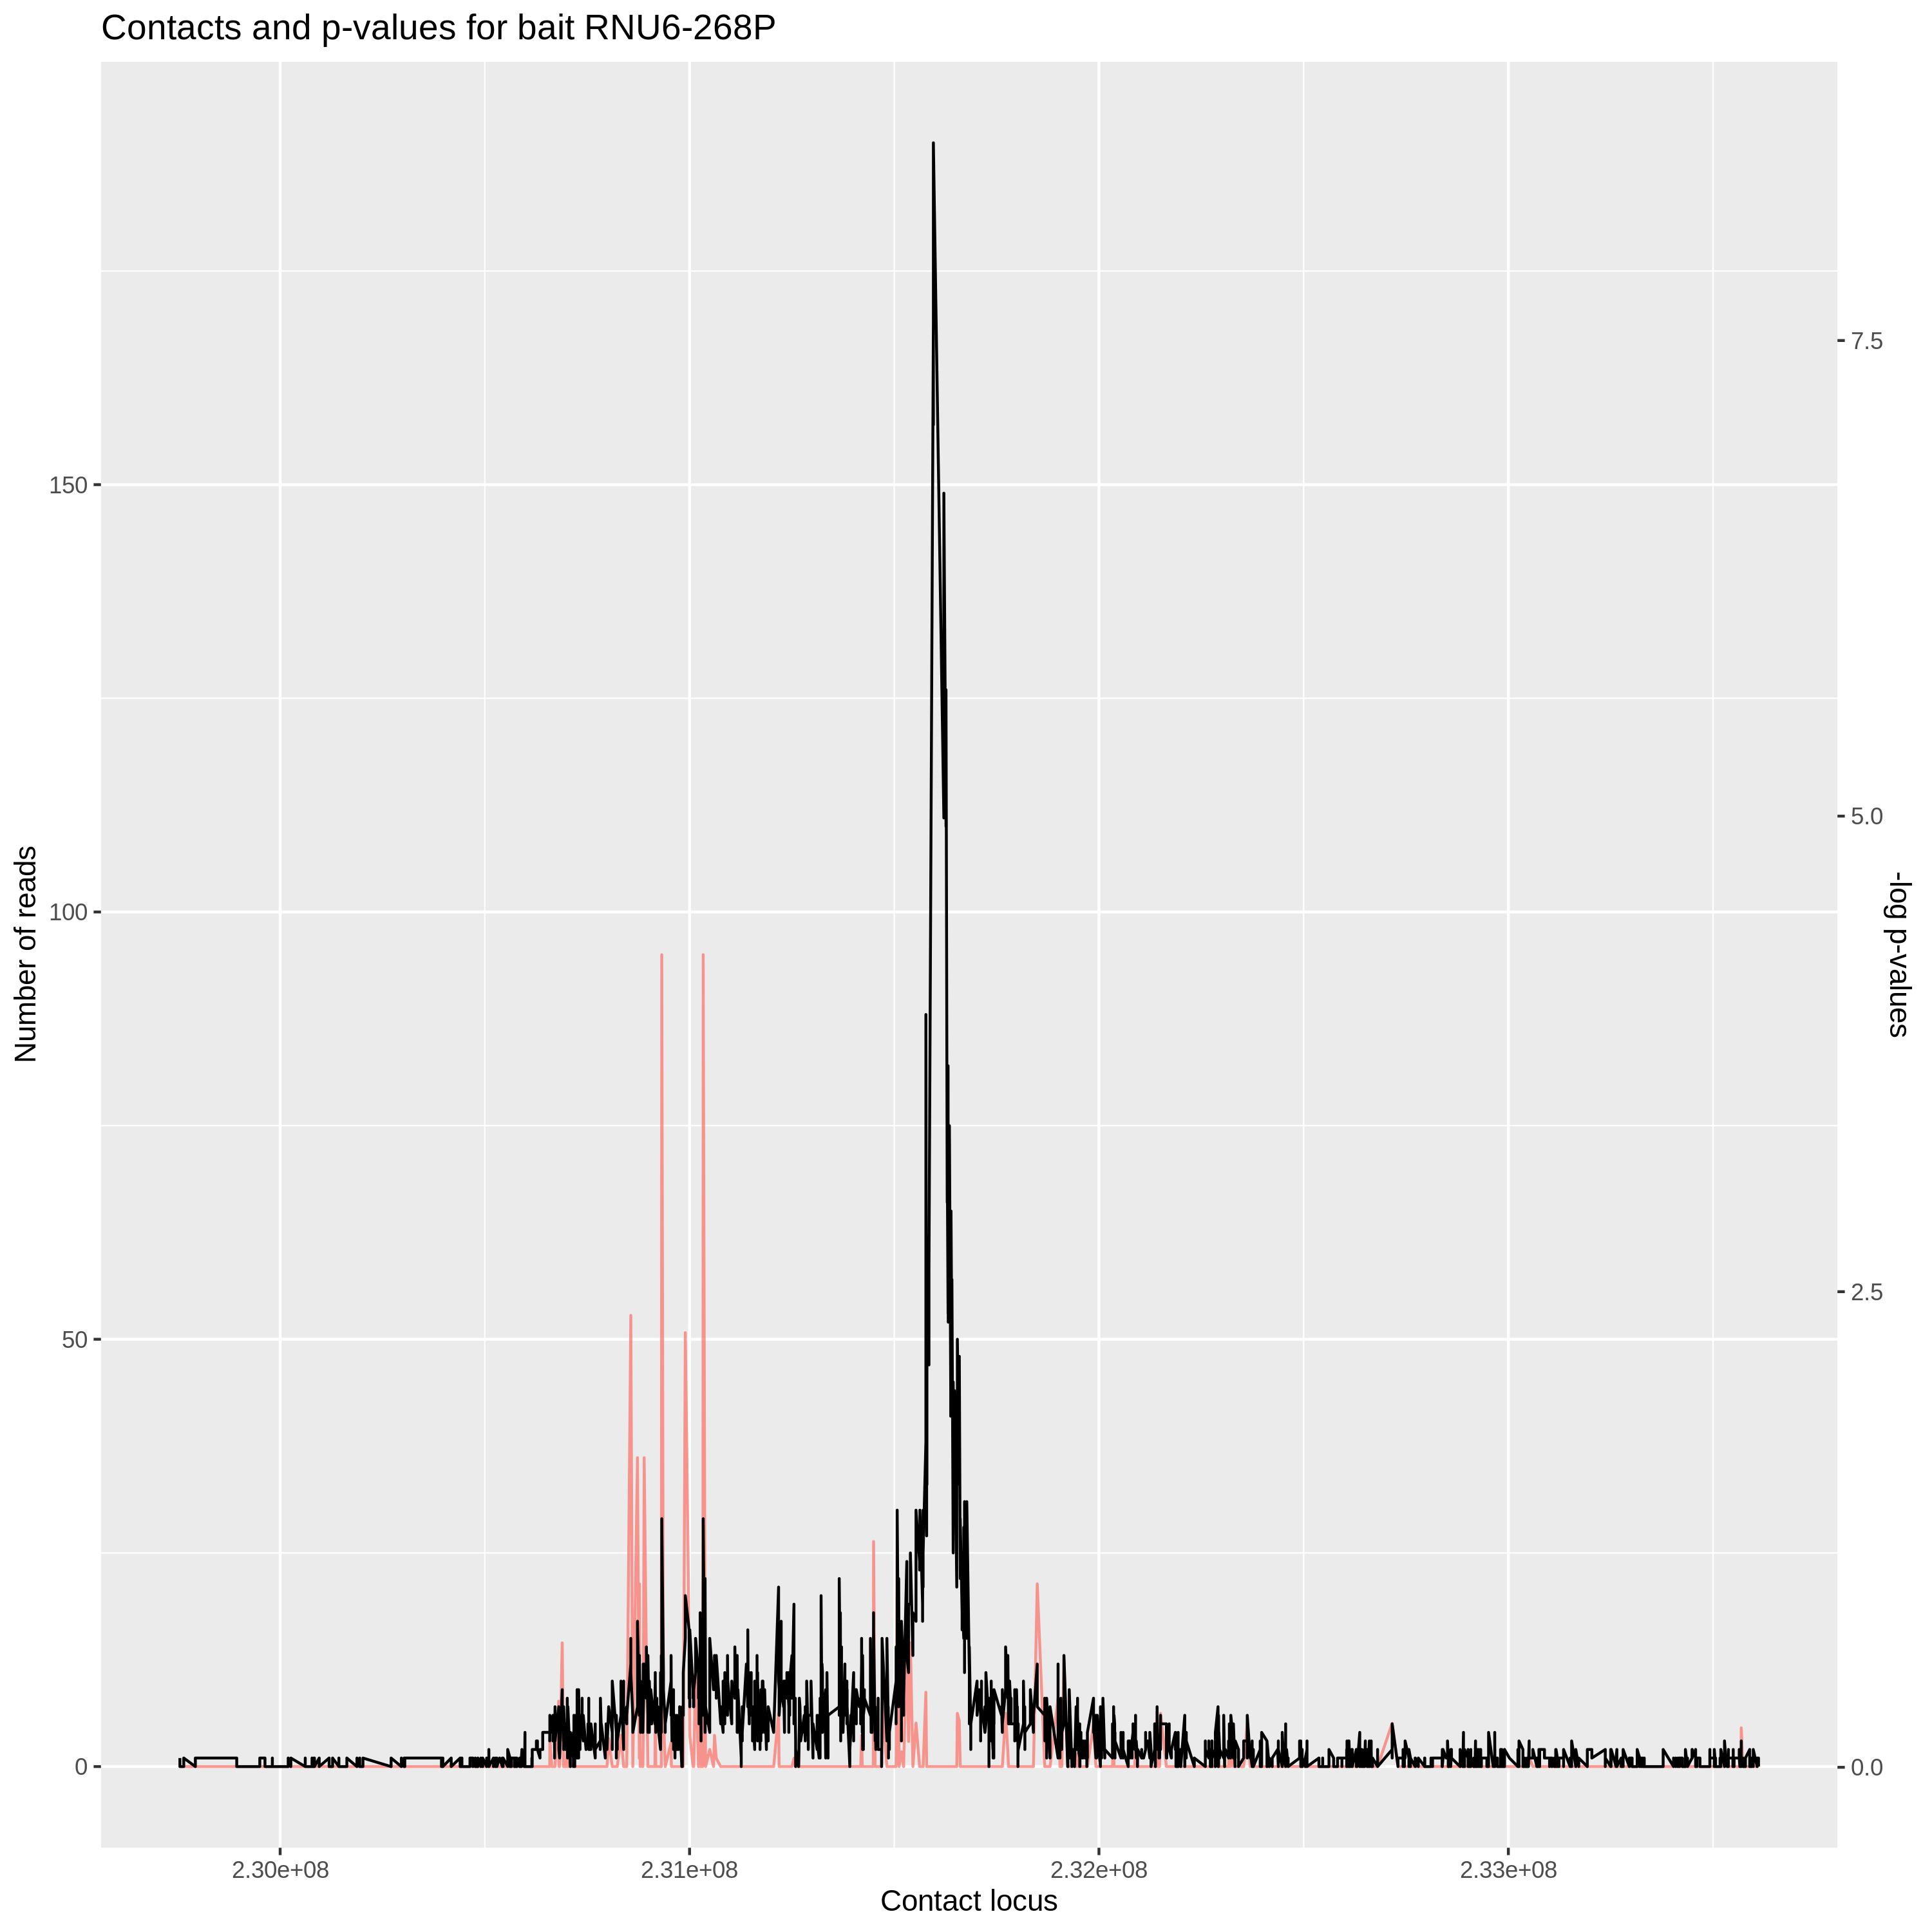 Contacts and p-values for bait RNU6-268P
150
100
50
0
Number of reads
7.5
5.0
2.5
0.0
-log p-values
2.30e+08
2.31e+08
2.32e+08
2.33e+08
Contact locus